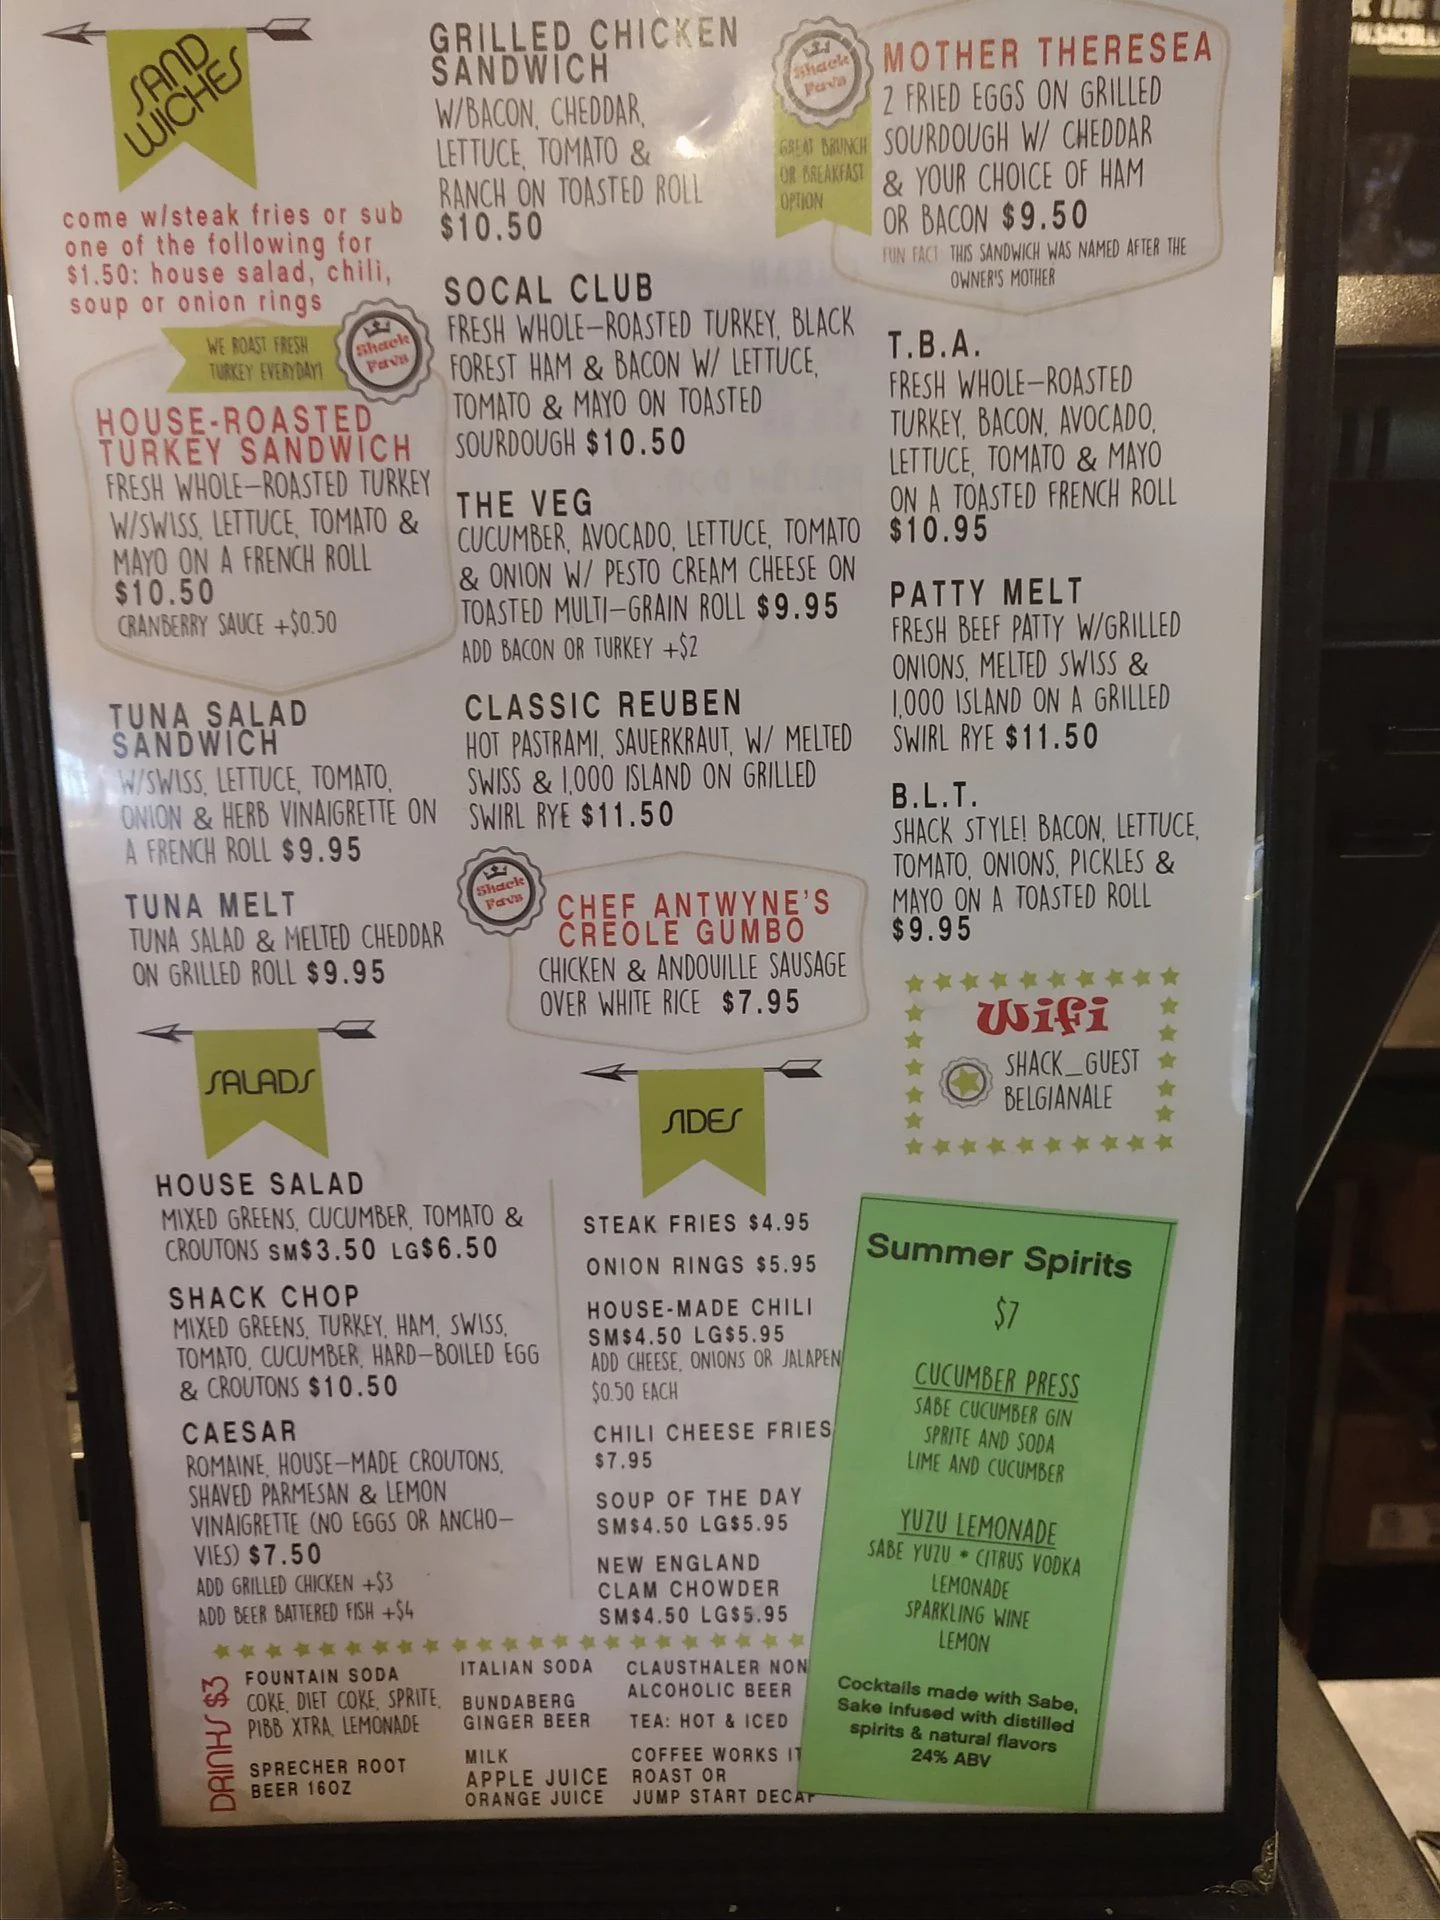 SAND
WICHES
come w/steak fries or sub
one of the following for
$1.50: house salad, chili,
soup or onion rings
WE ROAST FRESH
TURKEY EVERYDAY!
Shack
Favs
HOUSE-ROASTED
TURKEY SANDWICH
FRESH WHOLE-ROASTED TURKEY
W/SWISS, LETTUCE, TOMATO &
MAYO ON A FRENCH ROLL
$10.50
CRANBERRY SAUCE +$0.50
TUNA SALAD
SANDWICH
W/SWISS, LETTUCE, TOMATO,
ONION & HERB VINAIGRETTE ON
A FRENCH ROLL $9.95
TUNA MELT
TUNA SALAD & MELTED CHEDDAR
ON GRILLED ROLL $9.95
GRILLED CHICKEN
SANDWICH
W/BACON, CHEDDAR,
LETTUCE, TOMATO &
RANCH ON TOASTED ROLL
$10.50
SOCAL CLUB
FRESH WHOLE-ROASTED TURKEY, BLACK
FOREST HAM & BACON W/ LETTUCE,
TOMATO & MAYO ON TOASTED
SOURDOUGH $10.50
THE VEG
CUCUMBER, AVOCADO, LETTUCE, TOMATO
& ONION W/ PESTO CREAM CHEESE ON
TOASTED MULTI-GRAIN ROLL $9.95
ADD BACON OR TURKEY +$2
CLASSIC REUBEN
HOT PASTRAMI, SAUERKRAUT, W/ MELTED
SWISS & 1,000 ISLAND ON GRILLED
SWIRL RYE $11.50
Shack
Favs
CHEF ANTWYNE'S
CREOLE GUMBO
CHICKEN & ANDOUILLE SAUSAGE
OVER WHITE RICE $7.95
Shack
Favs
GREAT BRUNCH
OR BREAKFAST
OPTION
MOTHER THERESEA
2 FRIED EGGS ON GRILLED
SOURDOUGH W/ CHEDDAR
& YOUR CHOICE OF HAM
OR BACON $9.50
FUN FACT: THIS SANDWICH WAS NAMED AFTER THE
OWNER'S MOTHER
T.B.A.
FRESH WHOLE-ROASTED
TURKEY, BACON, AVOCADO,
LETTUCE, TOMATO & MAYO
ON A TOASTED FRENCH ROLL
$10.95
PATTY MELT
FRESH BEEF PATTY W/GRILLED
ONIONS, MELTED SWISS &
1,000 ISLAND ON A GRILLED
SWIRL RYE $11.50
B.L.T.
SHACK STYLE! BACON, LETTUCE,
TOMATO, ONIONS, PICKLES &
MAYO ON A TOASTED ROLL
$9.95
Wifi
SHACK_GUEST
BELGIANALE
SALADS
HOUSE SALAD
MIXED GREENS, CUCUMBER, TOMATO &
CROUTONS SM$3.50 LG$6.50
SHACK CHOP
MIXED GREENS, TURKEY, HAM, SWISS,
TOMATO, CUCUMBER, HARD-BOILED EGG
& CROUTONS $10.50
CAESAR
ROMAINE, HOUSE-MADE CROUTONS,
SHAVED PARMESAN & LEMON
VINAIGRETTE (NO EGGS OR ANCHO-
VIES) $7.50
ADD GRILLED CHICKEN +$3
ADD BEER BATTERED FISH +$4
SIDES
STEAK FRIES $4.95
ONION RINGS $5.95
HOUSE-MADE CHILI
SM$4.50 LG$5.95
ADD CHEESE, ONIONS OR JALAPEN
$0.50 EACH
CHILI CHEESE FRIES
$7.95
SOUP OF THE DAY
SM$4.50 LG$5.95
NEW ENGLAND
CLAM CHOWDER
SM$4.50 LG$5.95
Summer Spirits
$7
CUCUMBER PRESS
SABE CUCUMBER GIN
SPRITE AND SODA
LIME AND CUCUMBER
YUZU LEMONADE
SABE YUZU * CITRUS VODKA
LEMONADE
SPARKLING WINE
LEMON
Cocktails made with Sabe,
Sake infused with distilled
spirits & natural flavors
24% ABV
DRINKS $3
FOUNTAIN SODA
COKE, DIET COKE, SPRITE,
PIBB XTRA, LEMONADE
SPRECHER ROOT
BEER 16OZ
ITALIAN SODA
BUNDABERG
GINGER BEER
MILK
APPLE JUICE
ORANGE JUICE
CLAUSTHALER NON
ALCOHOLIC BEER
TEA: HOT & ICED
COFFEE WORKS IT
ROAST OR
JUMP START DECAF